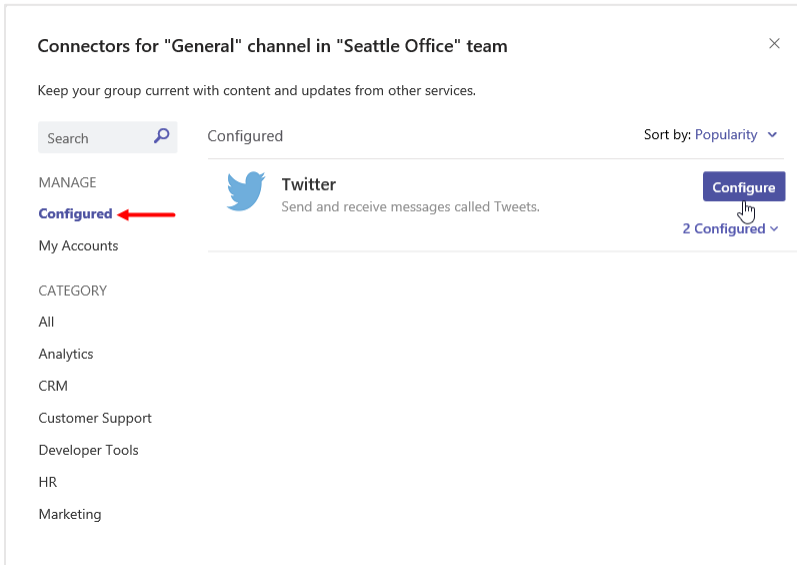 Connectors for "General" channel in "Seattle Office" team
Keep your group current with content and updates from other services.
Search
MANAGE
Configured
My Accounts
CATEGORY
All
Analytics
CRM
Customer Support
Developer Tools
HR
Marketing
Configured
Sort by: Popularity
Twitter
Send and receive messages called Tweets.
Configure
2 Configured